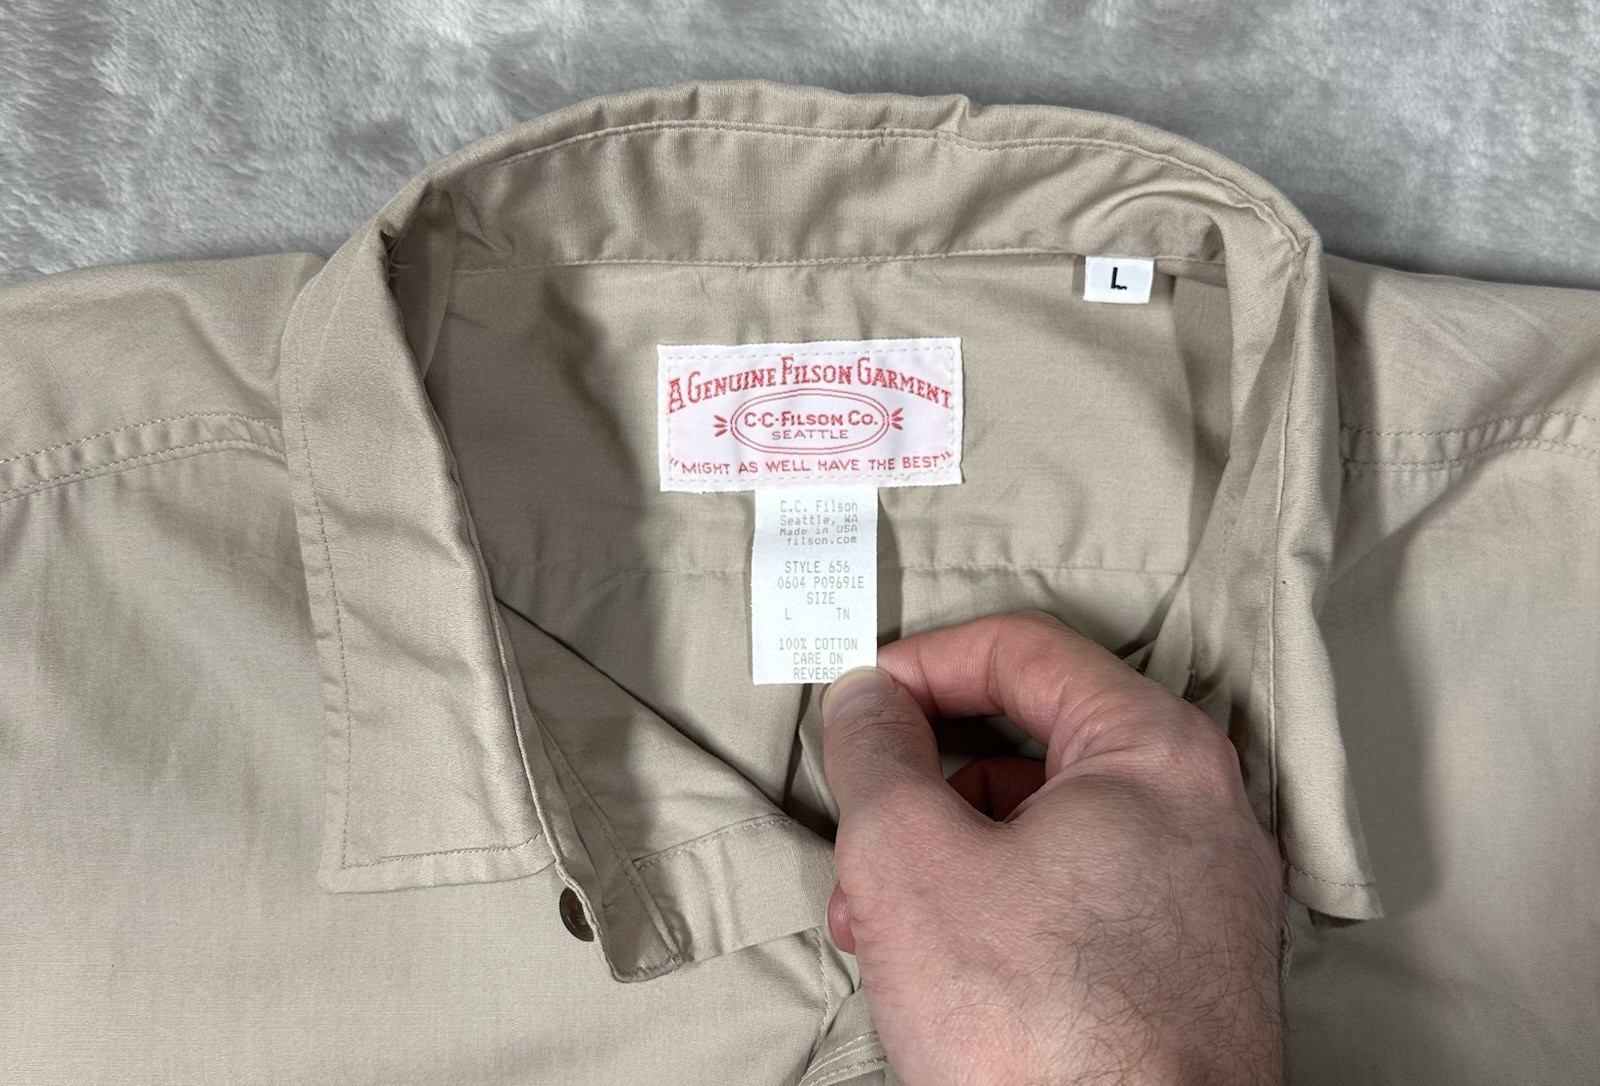 L
A GENUINE FILSON GARMENT
C·C·FILSON CO.
SEATTLE
"MIGHT AS WELL HAVE THE BEST"
C.C. Filson
Seattle, WA
Made in USA
filson.com
STYLE 656
0604 P09691E
SIZE
L TN
100% COTTON
CARE ON
REVERSE